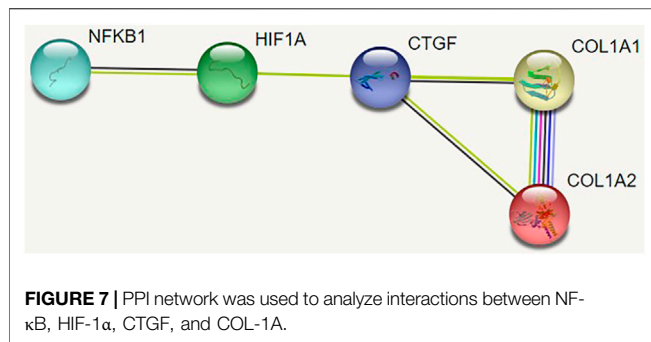 NFKB1
HIF1A
CTGF
COL1A1
COL1A2
FIGURE 7 | PPI network was used to analyze interactions between NF-
κB, HIF-1α, CTGF, and COL-1A.